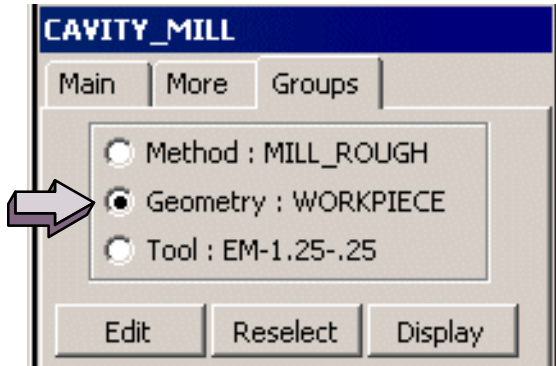 CAVITY_MILL
Main More Groups
Method : MILL_ROUGH
Geometry : WORKPIECE
Tool : EM-1.25-.25
Edit Reselect Display